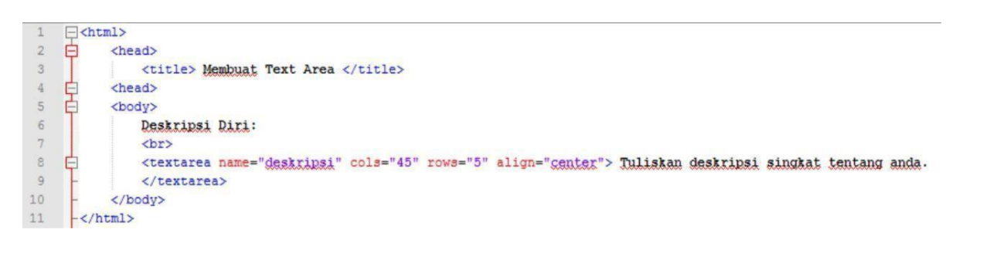 1 <html>
2 <head>
3 <title> Membuat Text Area </title>
4 <head>
5 <body>
6 Deskripsi Diri:
7 <br>
8 <textarea name="deskripsi" cols="45" rows="5" align="center"> Tuliskan deskripsi singkat tentang anda.
9 </textarea>
10 </body>
11 </html>